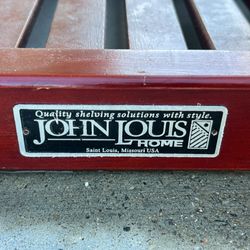 Quality shelving solutions with style.
JOHN LOUIS
HOME
Saint Louis, Missouri USA